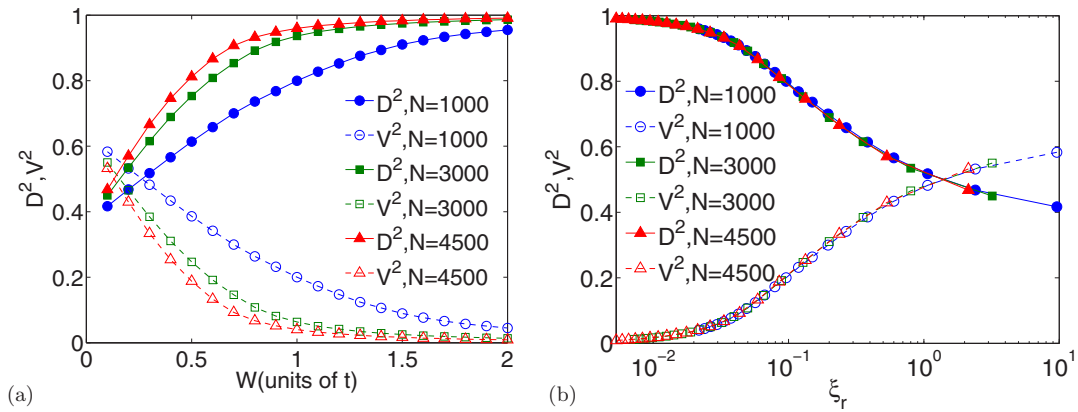 1
0.8
0.6
0.4
0.2
0
D², V²
0
0.5
1
1.5
2
W(units of t)
D²,N=1000
V²,N=1000
D²,N=3000
V²,N=3000
D²,N=4500
V²,N=4500
(a)
1
0.8
0.6
0.4
0.2
0
D², V²
10⁻²
10⁻¹
10⁰
10¹
ξᵣ
D²,N=1000
V²,N=1000
D²,N=3000
V²,N=3000
D²,N=4500
V²,N=4500
(b)